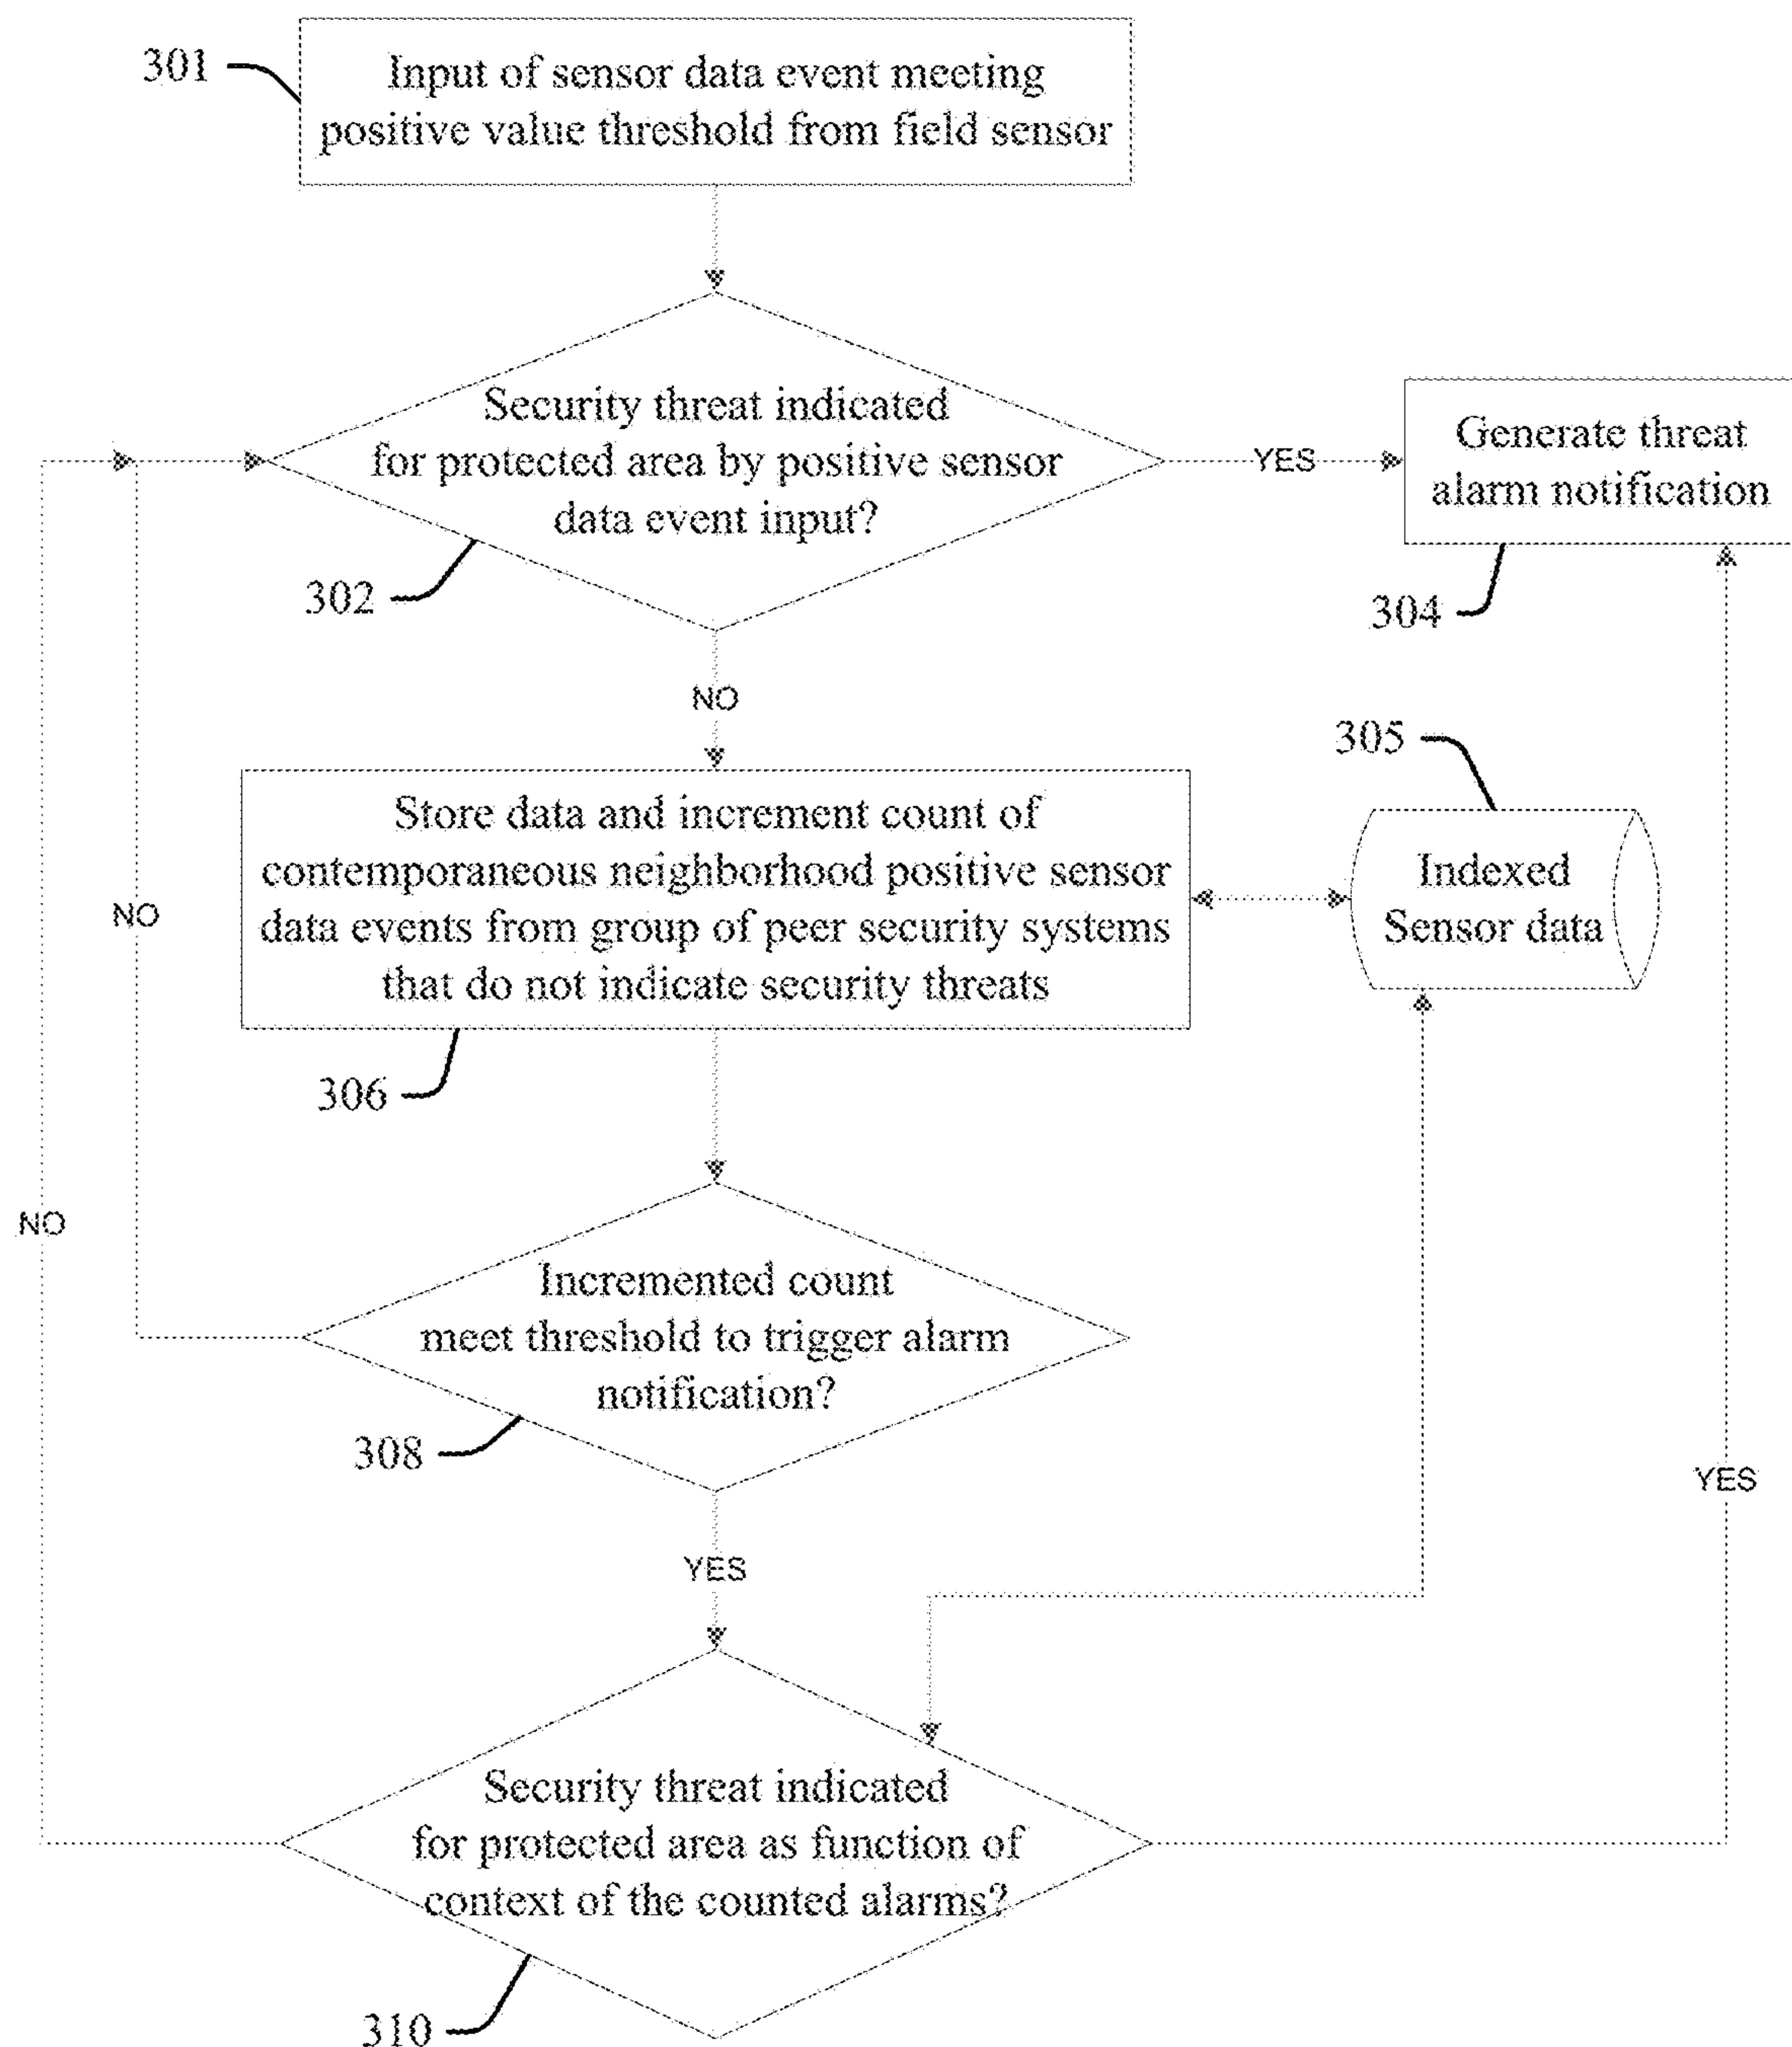 301
Input of sensor data event meeting
positive value threshold from field sensor
Security threat indicated
for protected area by positive sensor
data event input?
302
YES
Generate threat
alarm notification
304
NO
305
Store data and increment count of
contemporaneous neighborhood positive sensor
data events from group of peer security systems
that do not indicate security threats
306
Indexed
Sensor data
NO
NO
Incremented count
meet threshold to trigger alarm
notification?
308
YES
YES
Security threat indicated
for protected area as function of
context of the counted alarms?
310